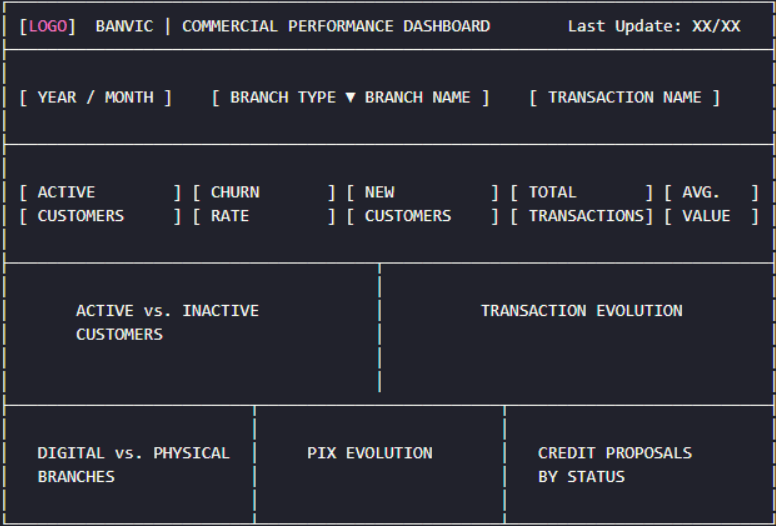 [LOGO] BANVIC | COMMERCIAL PERFORMANCE DASHBOARD Last Update: XX/XX
[ YEAR / MONTH ] [ BRANCH TYPE ▼ BRANCH NAME ] [ TRANSACTION NAME ]
[ ACTIVE ] [ CHURN ] [ NEW ] [ TOTAL ] [ AVG. ]
[ CUSTOMERS ] [ RATE ] [ CUSTOMERS ] [ TRANSACTIONS] [ VALUE ]
ACTIVE vs. INACTIVE
CUSTOMERS
TRANSACTION EVOLUTION
DIGITAL vs. PHYSICAL
BRANCHES
PIX EVOLUTION
CREDIT PROPOSALS
BY STATUS